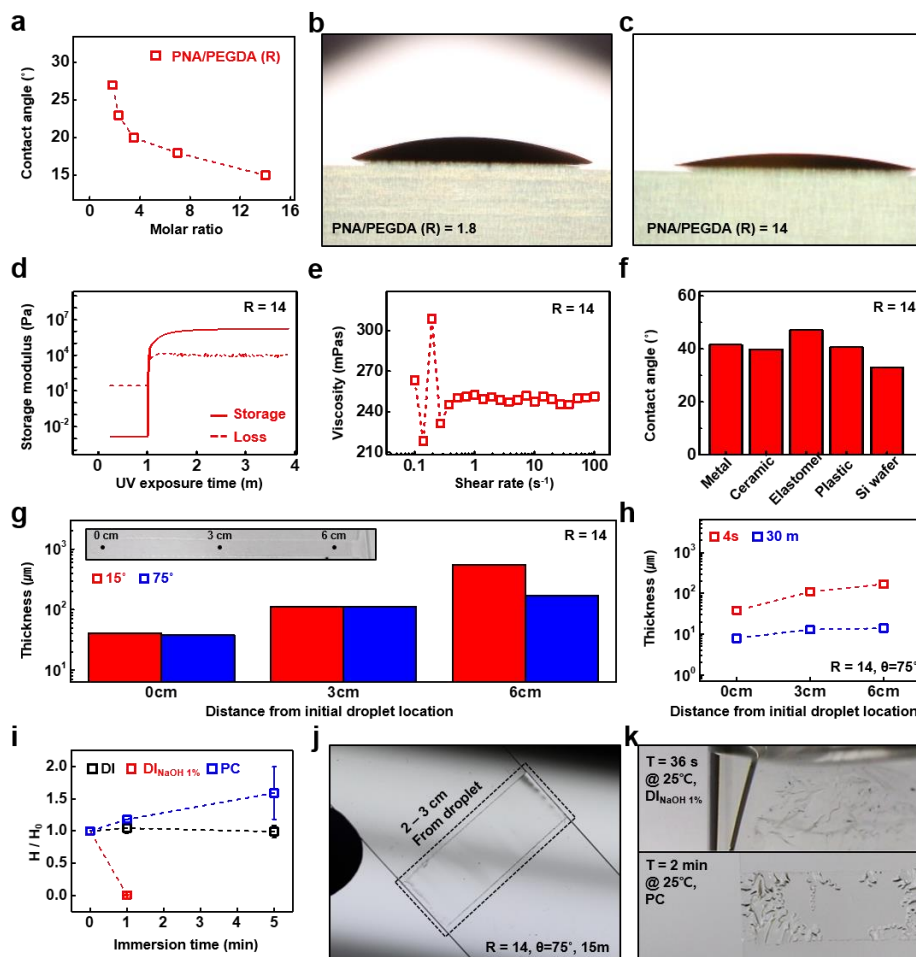 a
Contact angle (°)
30
25
20
15
PNA/PEGDA (R)
0 4 8 12 16
Molar ratio
b
PNA/PEGDA (R) = 1.8
c
PNA/PEGDA (R) = 14
d
Storage modulus (Pa)
10⁷
10⁴
10¹
10⁻²
R = 14
Storage
Loss
0 1 2 3 4
UV exposure time (m)
e
Viscosity (mPas)
300
270
240
210
R = 14
0.1 1 10 100
Shear rate (s⁻¹)
f
Contact angle (°)
60
40
20
0
R = 14
Metal
Ceramic
Elastomer
Plastic
Si wafer
g
Thickness (μm)
10³
10²
10¹
0 cm 3 cm 6 cm
R = 14
15° 75°
0cm 3cm 6cm
Distance from initial droplet location
h
Thickness (μm)
10³
10²
10¹
10⁰
4s 30 m
R = 14, θ=75°
0cm 3cm 6cm
Distance from initial droplet location
i
H / H₀
2.0
1.5
1.0
0.5
0.0
DI DI NaOH 1% PC
0 1 2 3 4 5
Immersion time (min)
j
2 – 3 cm
From droplet
R = 14, θ=75°, 15m
k
T = 36 s
@ 25℃,
DI NaOH 1%
T = 2 min
@ 25℃,
PC